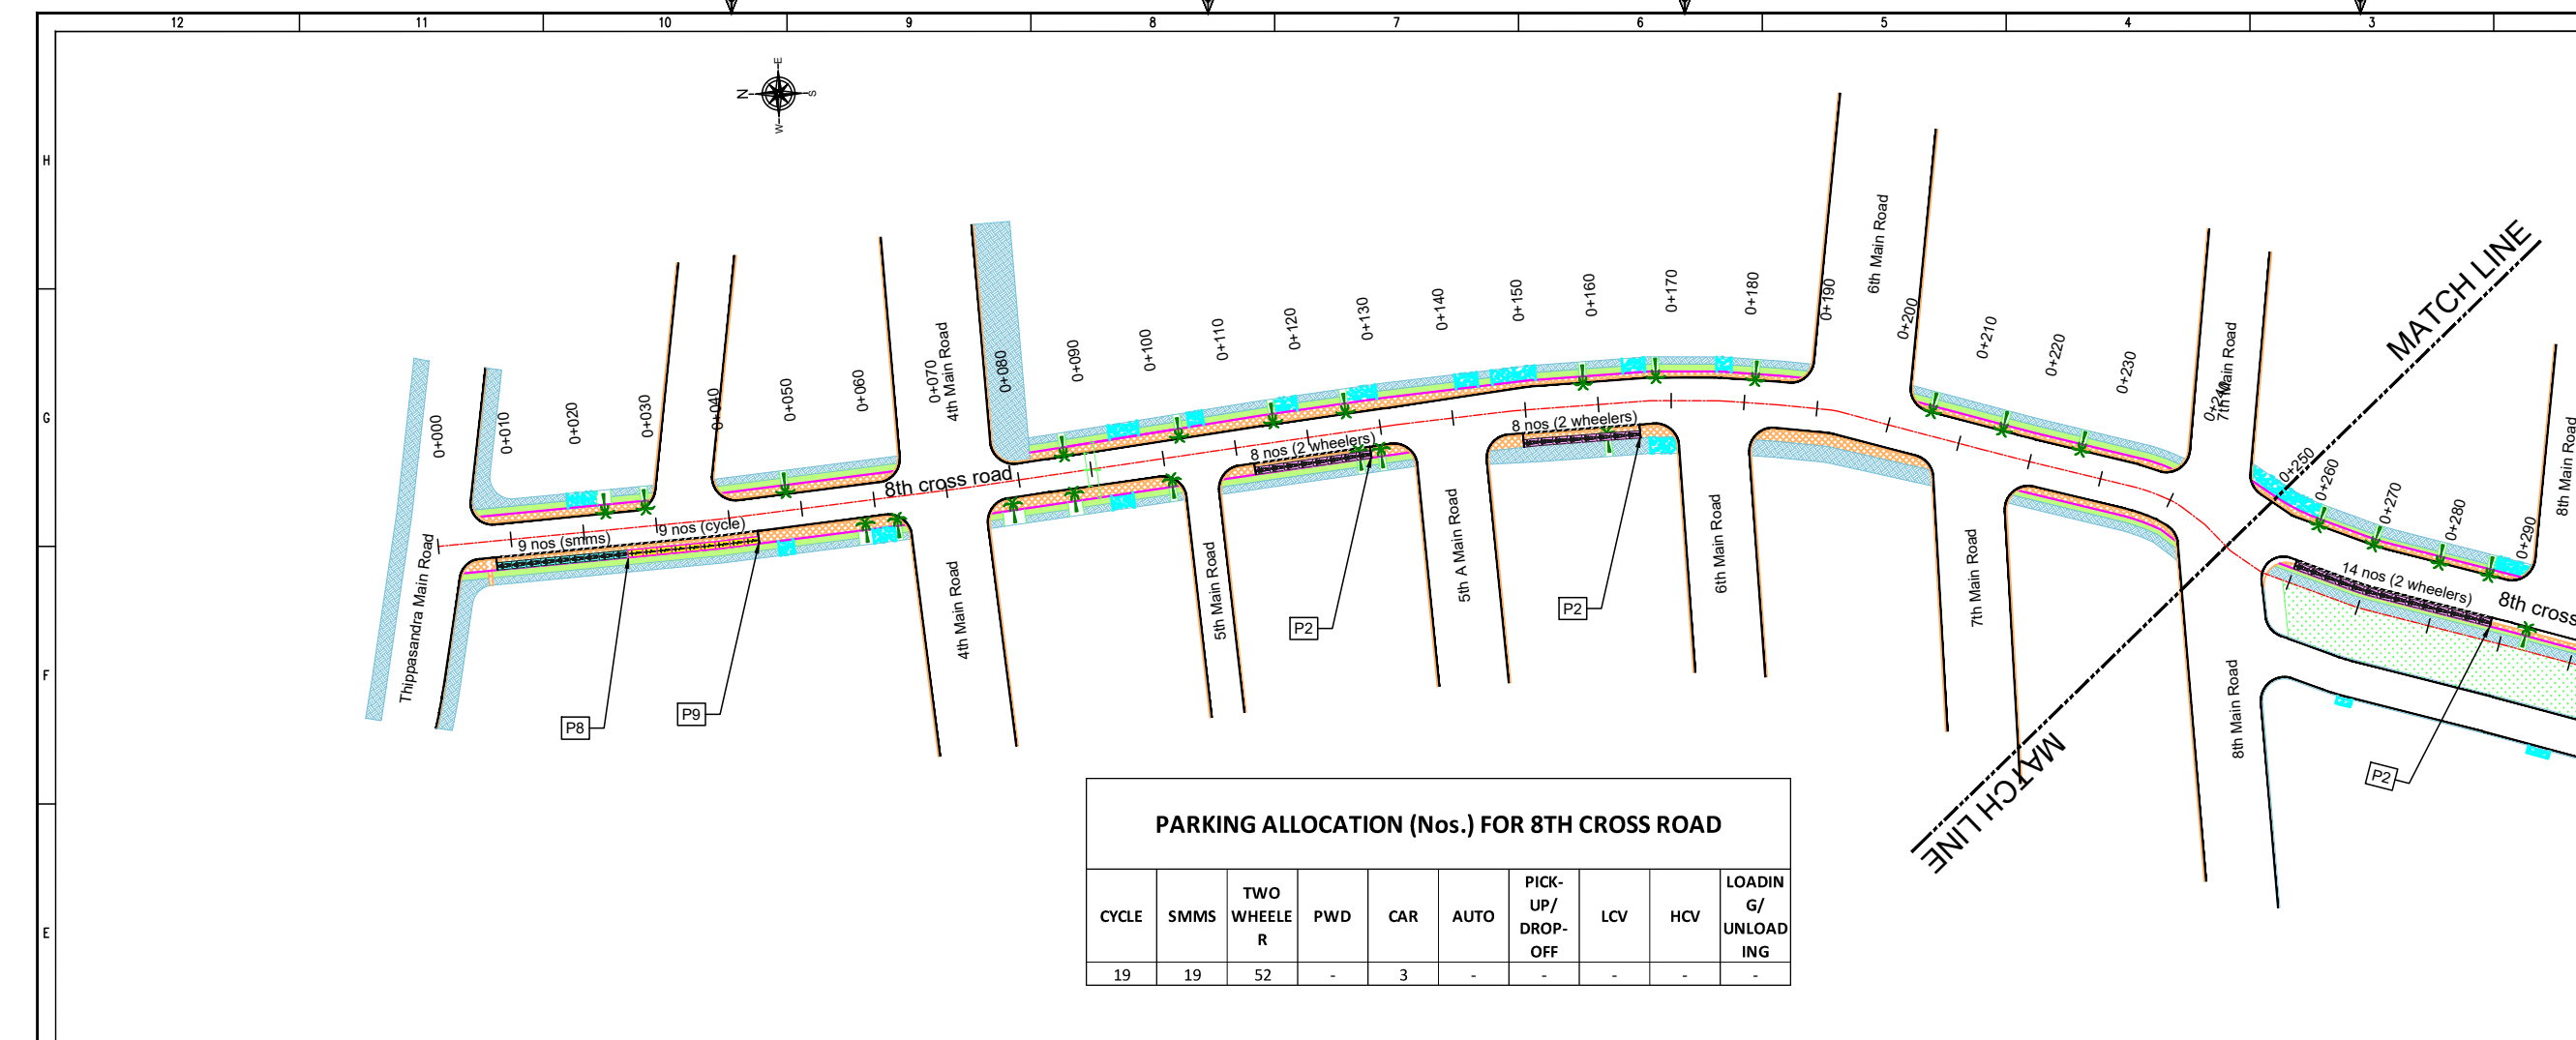 12 11 10 9 8 7 6 5 4 3
H
G
F
E
E
N
S
W
MATCH LINE
MATCH LINE
0+000
0+010
0+020
0+030
0+040
0+050
0+060
0+070
0+080
0+090
0+100
0+110
0+120
0+130
0+140
0+150
0+160
0+170
0+180
0+190
0+200
0+210
0+220
0+230
0+240
0+250
0+260
0+270
0+280
0+290
4th Main Road
6th Main Road
7th Main Road
8th Road
8th cross road
8th cross
9 nos (smms)
9 nos (cycle)
8 nos (2 wheelers)
8 nos (2 wheelers)
14 nos (2 wheelers)
Thippasandra Main Road
4th Main Road
5th Main Road
5th A Main Road
6th Main Road
7th Main Road
8th Main Road
P8
P9
P2
P2
P2
PARKING ALLOCATION (Nos.) FOR 8TH CROSS ROAD
CYCLE
SMMS
TWO
WHEELE
R
PWD
CAR
AUTO
PICK-
UP/
DROP-
OFF
LCV
HCV
LOADIN
G/
UNLOAD
ING
19 19 52 - 3 - - - - -